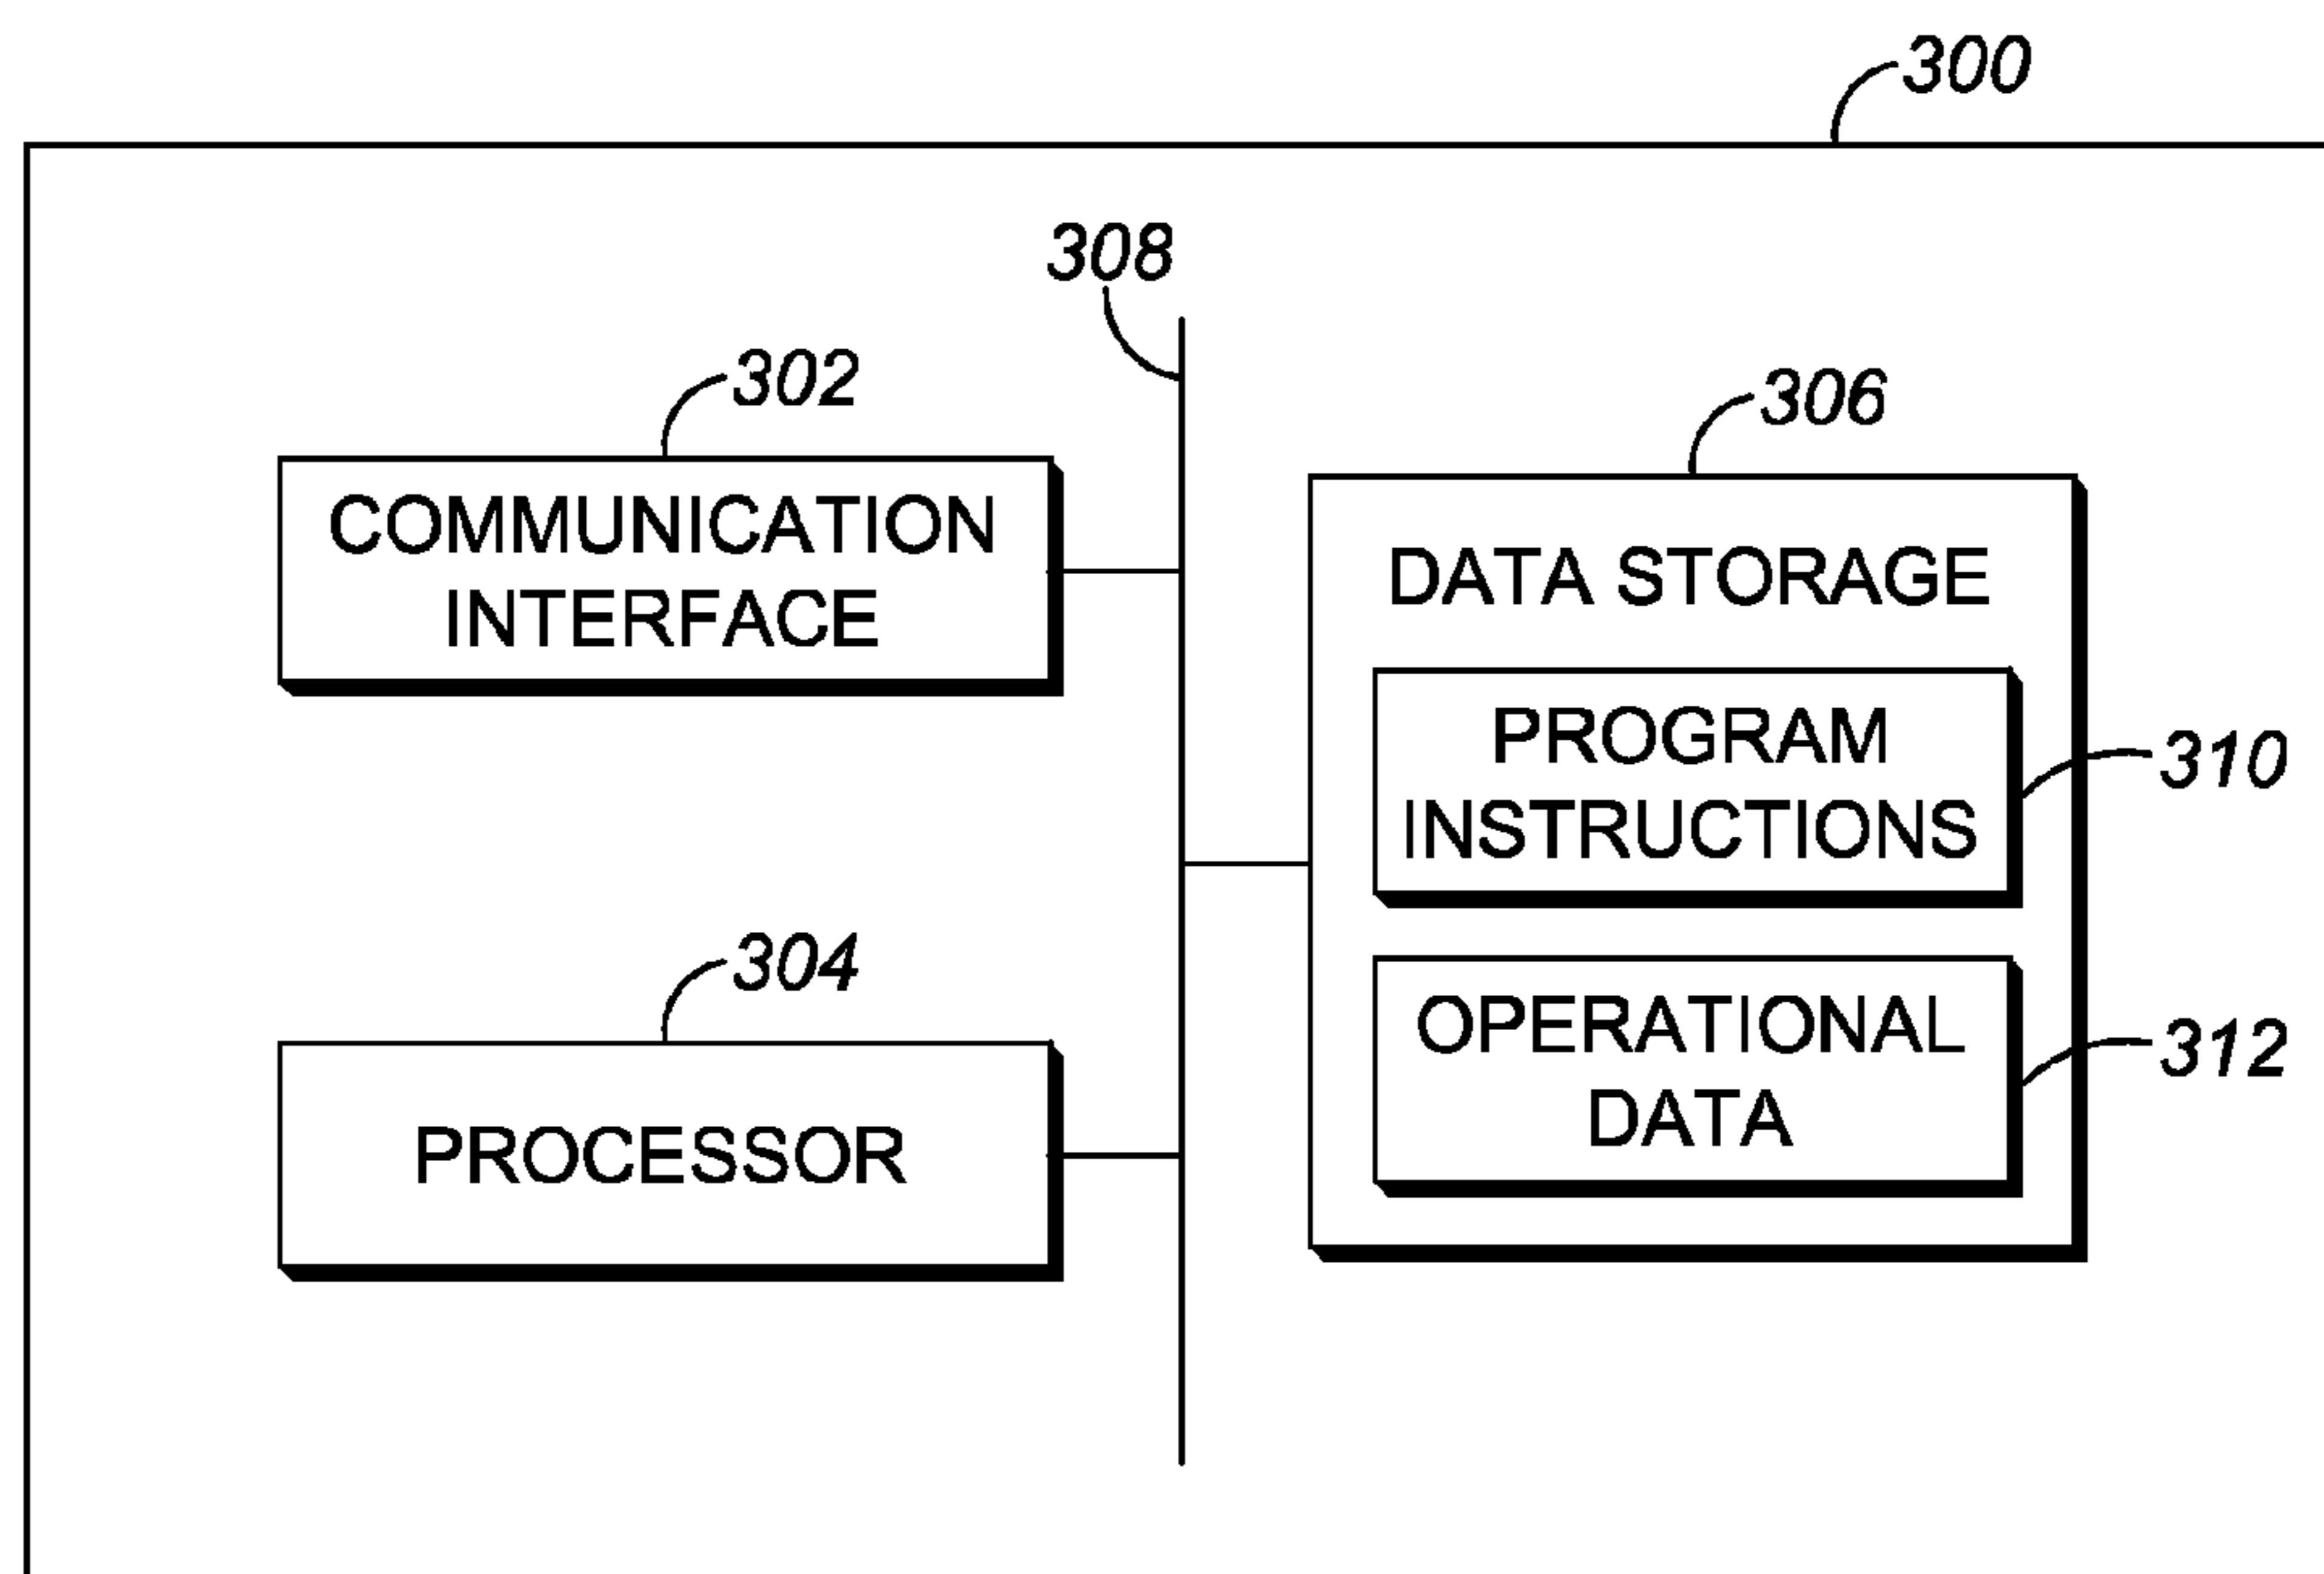 300
308
302
COMMUNICATION
INTERFACE
306
DATA STORAGE
PROGRAM
INSTRUCTIONS
310
304
PROCESSOR
OPERATIONAL
DATA
312